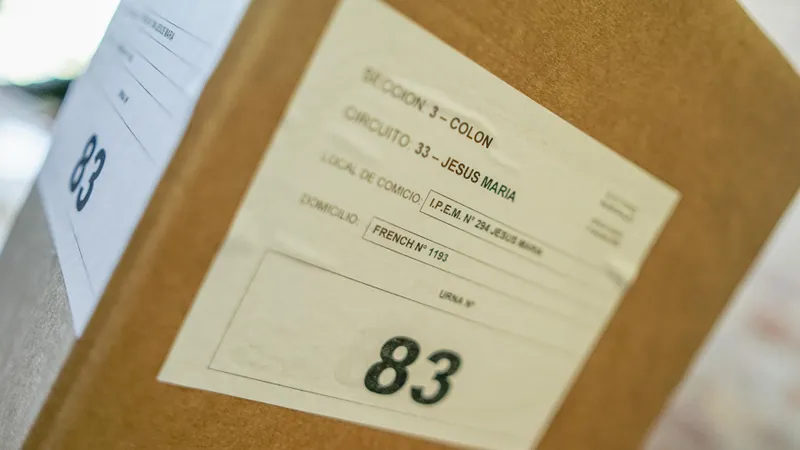 SECCION: 3 – COLON
CIRCUITO: 33 – JESUS MARIA
LOCAL DE COMICIO: I.P.E.M. N° 294 JESUS MARIA
DOMICILIO: FRENCH N° 1193
URNA N°
83
83